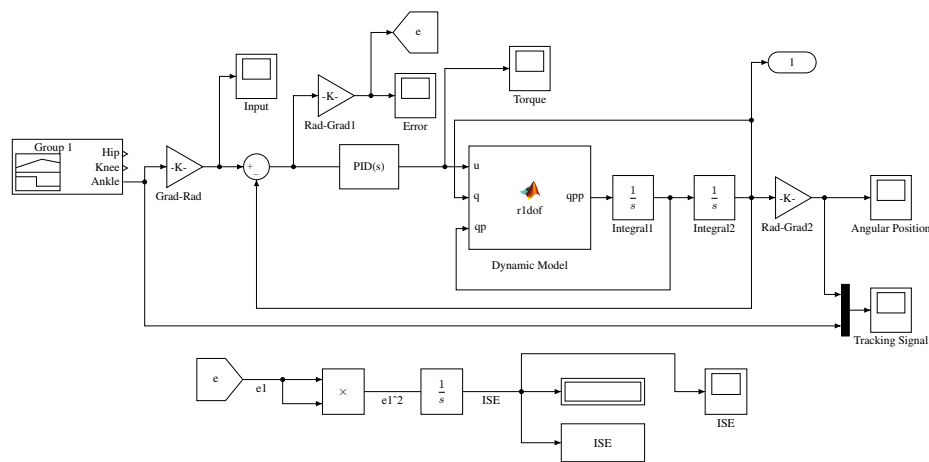 e
1
Input
-K-
Rad-Grad1
Error
Torque
Group 1
Hip
Knee
Ankle
-K-
Grad-Rad
+
−
PID(s)
u
q
qp
r1dof
qpp
Dynamic Model
1
s
Integral1
1
s
Integral2
-K-
Rad-Grad2
Angular Position
Tracking Signal
e
e1
×
e1^2
1
s
ISE
ISE
ISE